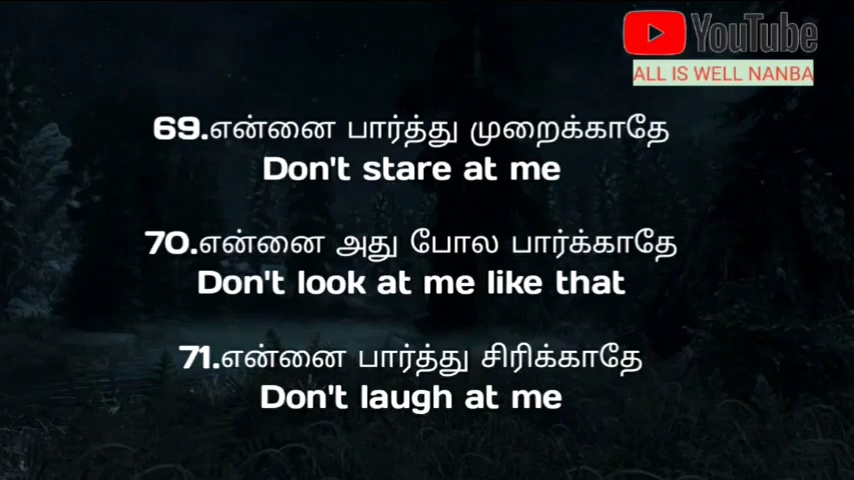 YouTube
ALL IS WELL NANBA
69.என்னை பார்த்து முறைக்காதே
Don't stare at me
70.என்னை அது போல பார்க்காதே
Don't look at me like that
71.என்னை பார்த்து சிரிக்காதே
Don't laugh at me